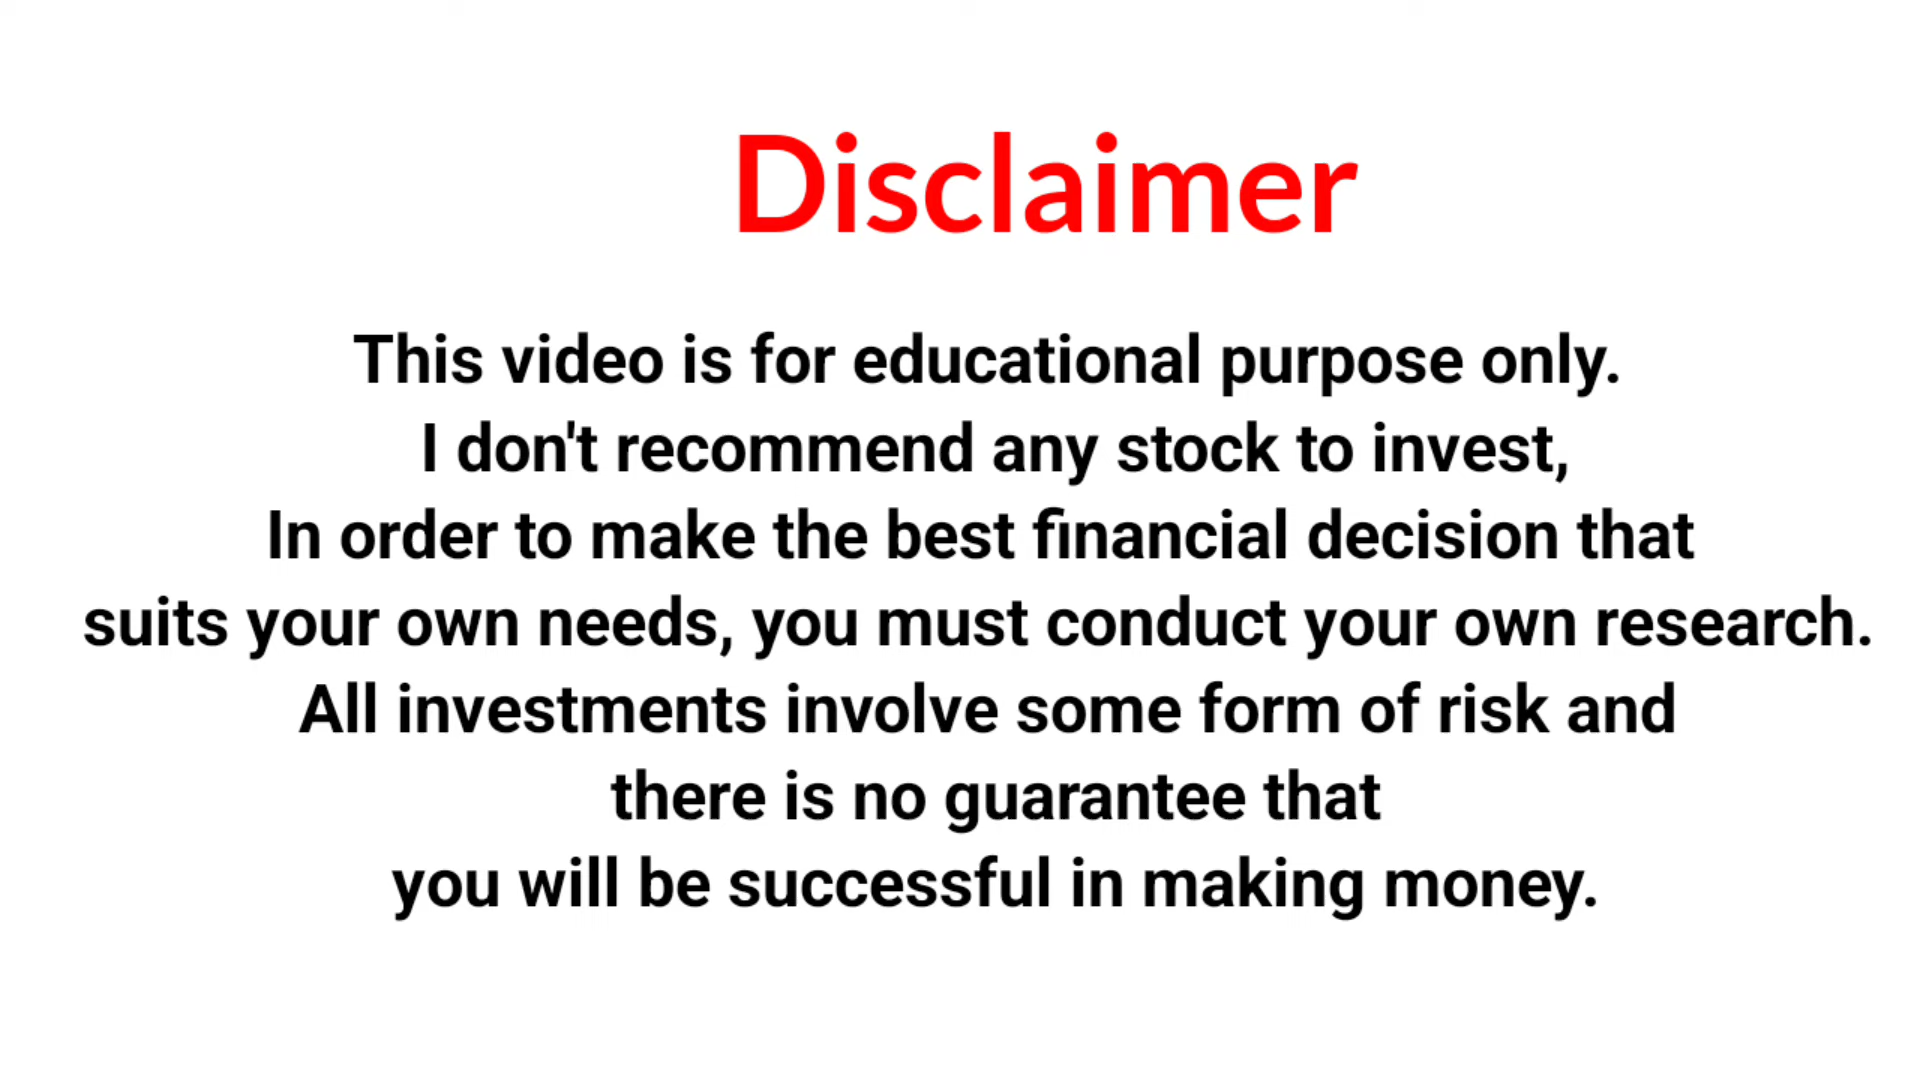 Disclaimer
This video is for educational purpose only.
I don't recommend any stock to invest,
In order to make the best financial decision that
suits your own needs, you must conduct your own research.
All investments involve some form of risk and
there is no guarantee that
you will be successful in making money.